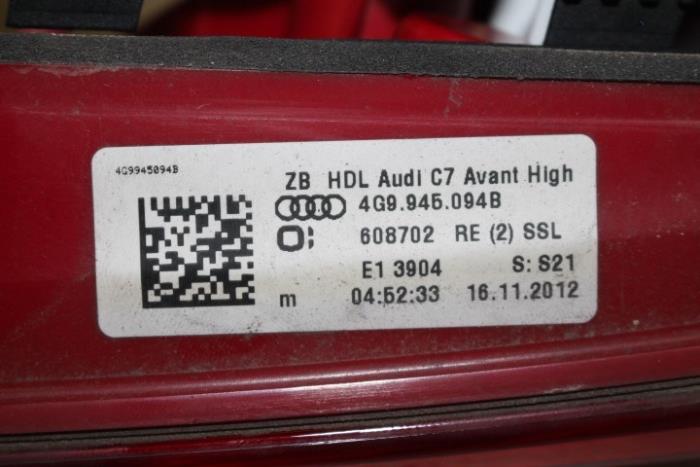 4G9945094B
ZB HDL Audi C7 Avant High
4G9.945.094B
608702 RE (2) SSL
E1 3904 S: S21
m 04:52:33 16.11.2012